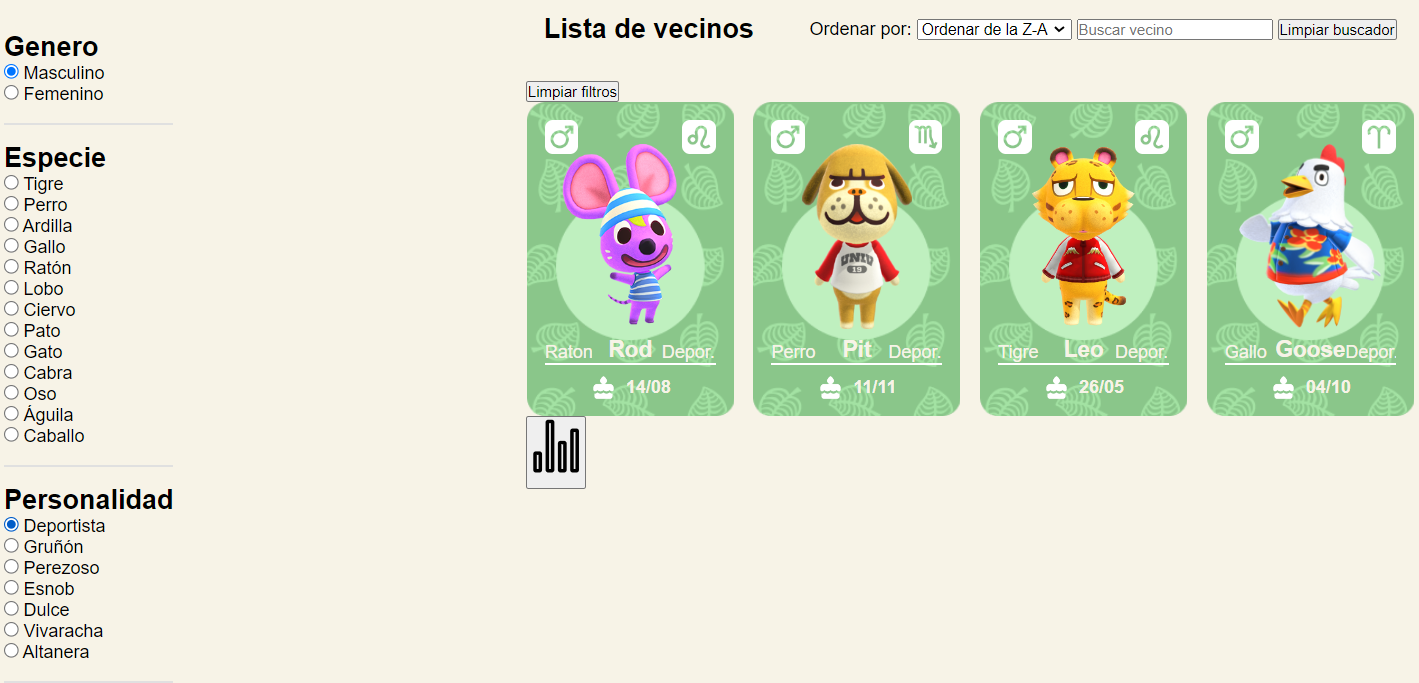 Genero
Masculino
Femenino
Especie
Tigre
Perro
Ardilla
Gallo
Ratón
Lobo
Ciervo
Pato
Gato
Cabra
Oso
Águila
Caballo
Personalidad
Deportista
Gruñón
Perezoso
Esnob
Dulce
Vivaracha
Altanera
Lista de vecinos
Ordenar por: Ordenar de la Z-A Buscar vecino Limpiar buscador
Limpiar filtros
Raton Rod Depor.
14/08
UNIV
19
Perro Pit Depor.
11/11
Tigre Leo Depor.
26/05
Gallo Goose Depor.
04/10